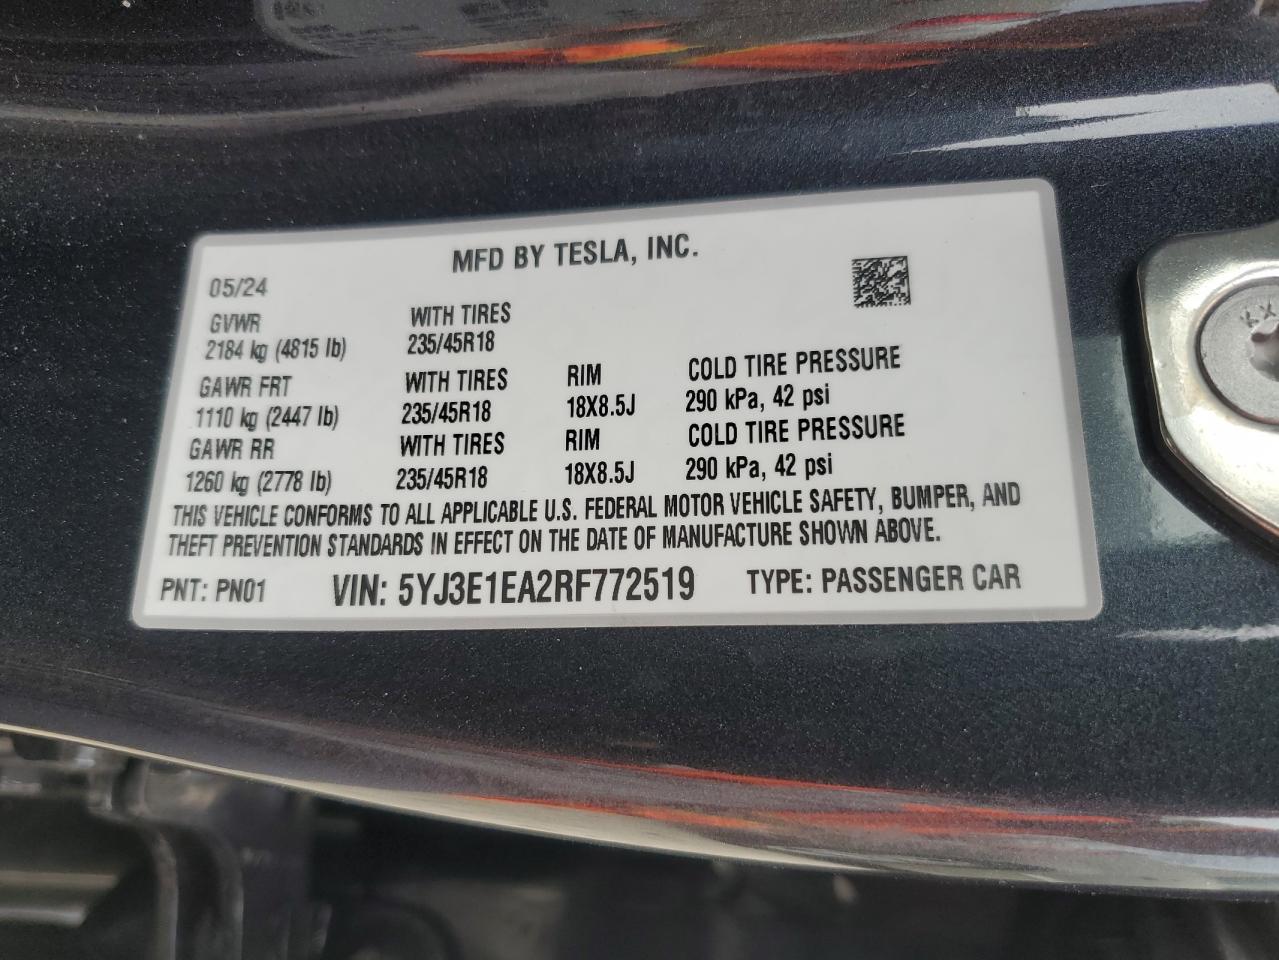 MFD BY TESLA, INC.
05/24
GVWR WITH TIRES
2184 kg (4815 lb) 235/45R18
GAWR FRT WITH TIRES RIM COLD TIRE PRESSURE
1110 kg (2447 lb) 235/45R18 18X8.5J 290 kPa, 42 psi
GAWR RR WITH TIRES RIM COLD TIRE PRESSURE
1260 kg (2778 lb) 235/45R18 18X8.5J 290 kPa, 42 psi
THIS VEHICLE CONFORMS TO ALL APPLICABLE U.S. FEDERAL MOTOR VEHICLE SAFETY, BUMPER, AND
THEFT PREVENTION STANDARDS IN EFFECT ON THE DATE OF MANUFACTURE SHOWN ABOVE.
PNT: PN01 VIN: 5YJ3E1EA2RF772519 TYPE: PASSENGER CAR